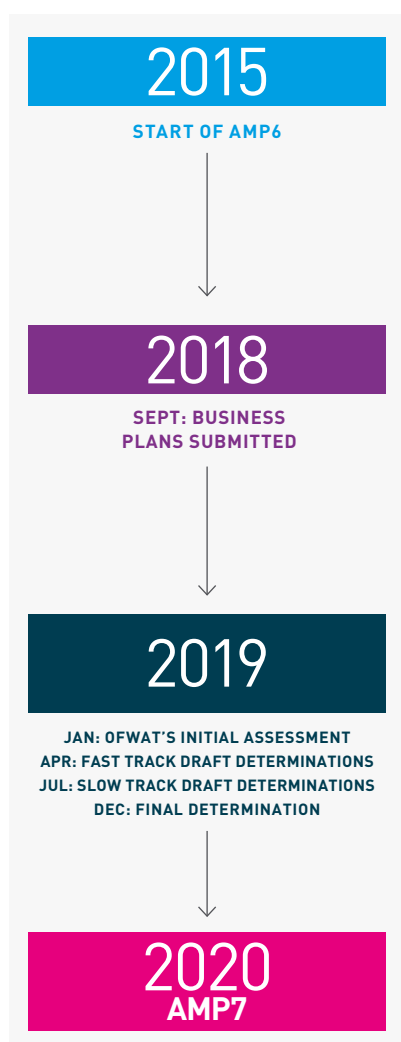 2015
START OF AMP6
2018
SEPT: BUSINESS
PLANS SUBMITTED
2019
JAN: OFWAT'S INITIAL ASSESSMENT
APR: FAST TRACK DRAFT DETERMINATIONS
JUL: SLOW TRACK DRAFT DETERMINATIONS
DEC: FINAL DETERMINATION
2020
AMP7